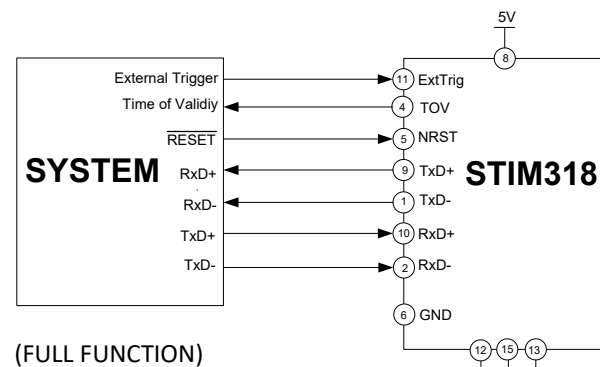 5V
8
External Trigger 11 ExtTrig
Time of Validiy 4 TOV
RESET 5 NRST
SYSTEM STIM318
RxD+ 9 TxD+
RxD- 1 TxD-
TxD+ 10 RxD+
TxD- 2 RxD-
6 GND
(FULL FUNCTION)
12 15 13